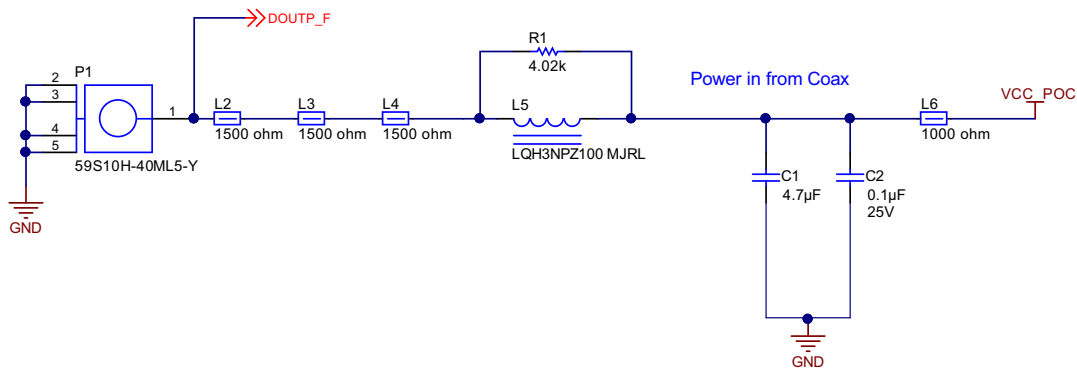 DOUTP_F
R1
4.02k
P1
2
3
4
5
1
59S10H-40ML5-Y
L2
1500 ohm
L3
1500 ohm
L4
1500 ohm
L5
LQH3NPZ100 MJRL
Power in from Coax
L6
1000 ohm
VCC_POC
C1
4.7µF
C2
0.1µF
25V
GND
GND